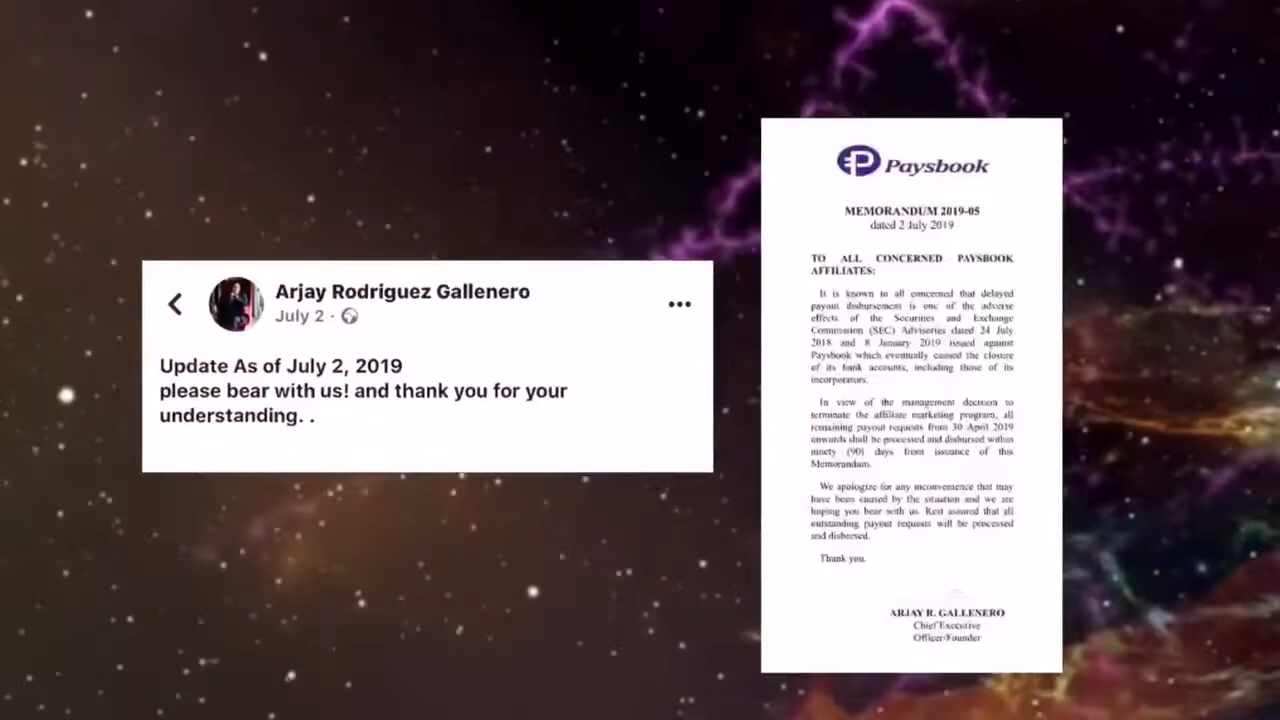 Arjay Rodriguez Gallenero
July 2 ·
Update As of July 2, 2019
please bear with us! and thank you for your
understanding. .
Paysbook
MEMORANDUM 2019-05
dated 2 July 2019
TO ALL CONCERNED PAYSBOOK
AFFILIATES:
It is known to all concerned that delayed
payout disbursement is one of the adverse
effects of the Securities and Exchange
Commission (SEC) Advisories dated 24 July
2018 and 8 January 2019 issued against
Paysbook which eventually caused the closure
of its bank accounts, including those of its
incorporators.
In view of the management decision to
terminate the affiliate marketing program, all
remaining payout requests from 30 April 2019
onwards shall be processed and disbursed within
ninety (90) days from issuance of this
Memorandum.
We apologize for any inconvenience that may
have been caused by the situation and we are
hoping you bear with us. Rest assured that all
outstanding payout requests will be processed
and disbursed.
Thank you.
ARJAY R. GALLENERO
Chief Executive
Officer/Founder